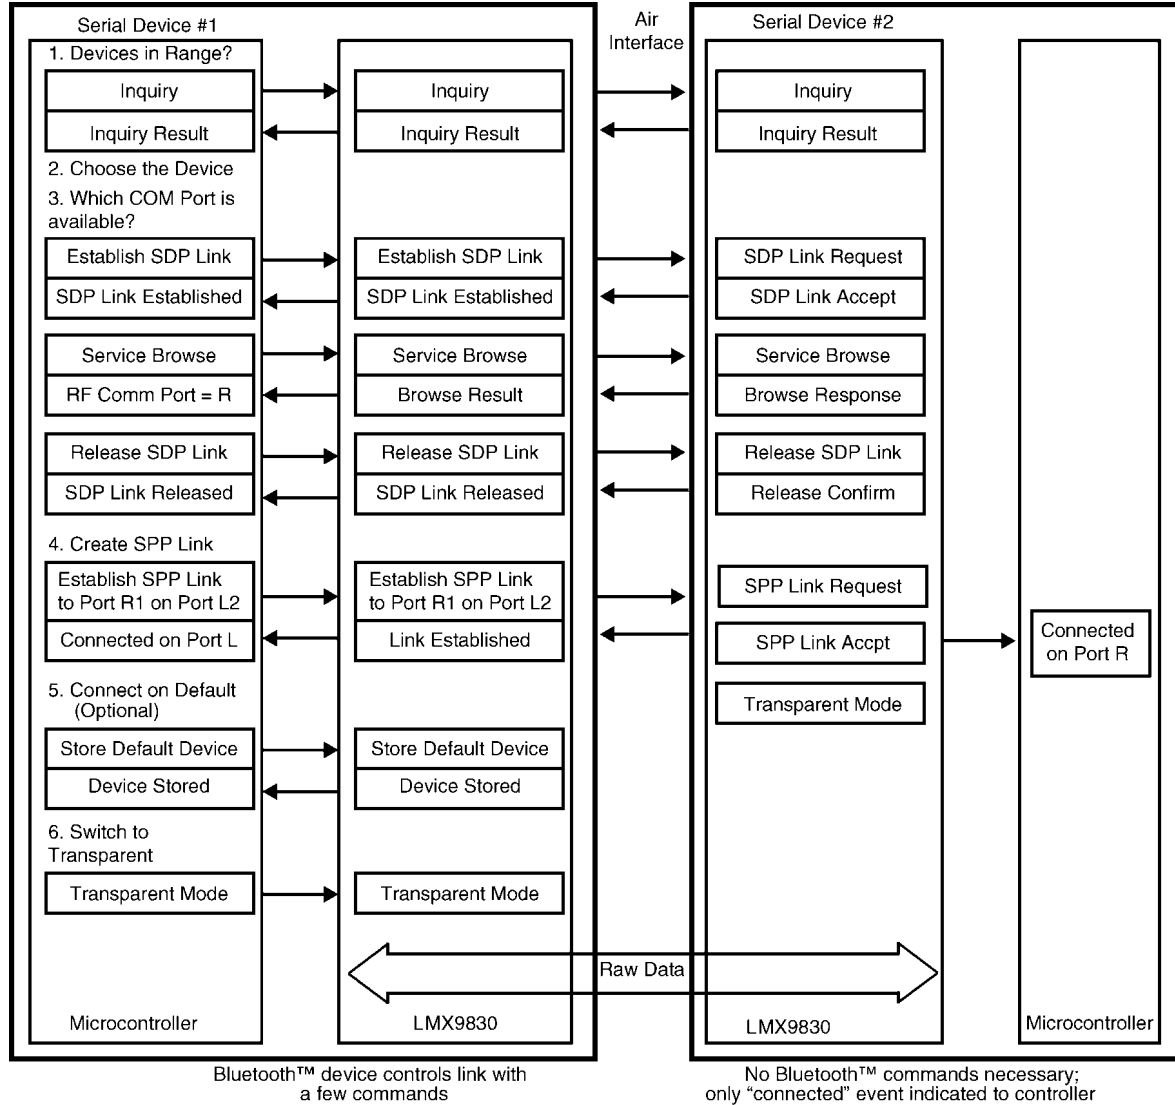 Serial Device #1
Air
Interface
Serial Device #2
1. Devices in Range?
Inquiry
Inquiry
Inquiry
Inquiry Result
Inquiry Result
Inquiry Result
2. Choose the Device
3. Which COM Port is
available?
Establish SDP Link
Establish SDP Link
SDP Link Request
SDP Link Established
SDP Link Established
SDP Link Accept
Service Browse
Service Browse
Service Browse
RF Comm Port = R
Browse Result
Browse Response
Release SDP Link
Release SDP Link
Release SDP Link
SDP Link Released
SDP Link Released
Release Confirm
4. Create SPP Link
Establish SPP Link
to Port R1 on Port L2
Establish SPP Link
to Port R1 on Port L2
SPP Link Request
Connected on Port L
Link Established
SPP Link Accpt
Connected
on Port R
5. Connect on Default
(Optional)
Transparent Mode
Store Default Device
Store Default Device
Device Stored
Device Stored
6. Switch to
Transparent
Transparent Mode
Transparent Mode
Raw Data
Microcontroller
LMX9830
LMX9830
Microcontroller
Bluetooth™ device controls link with
a few commands
No Bluetooth™ commands necessary;
only “connected” event indicated to controller